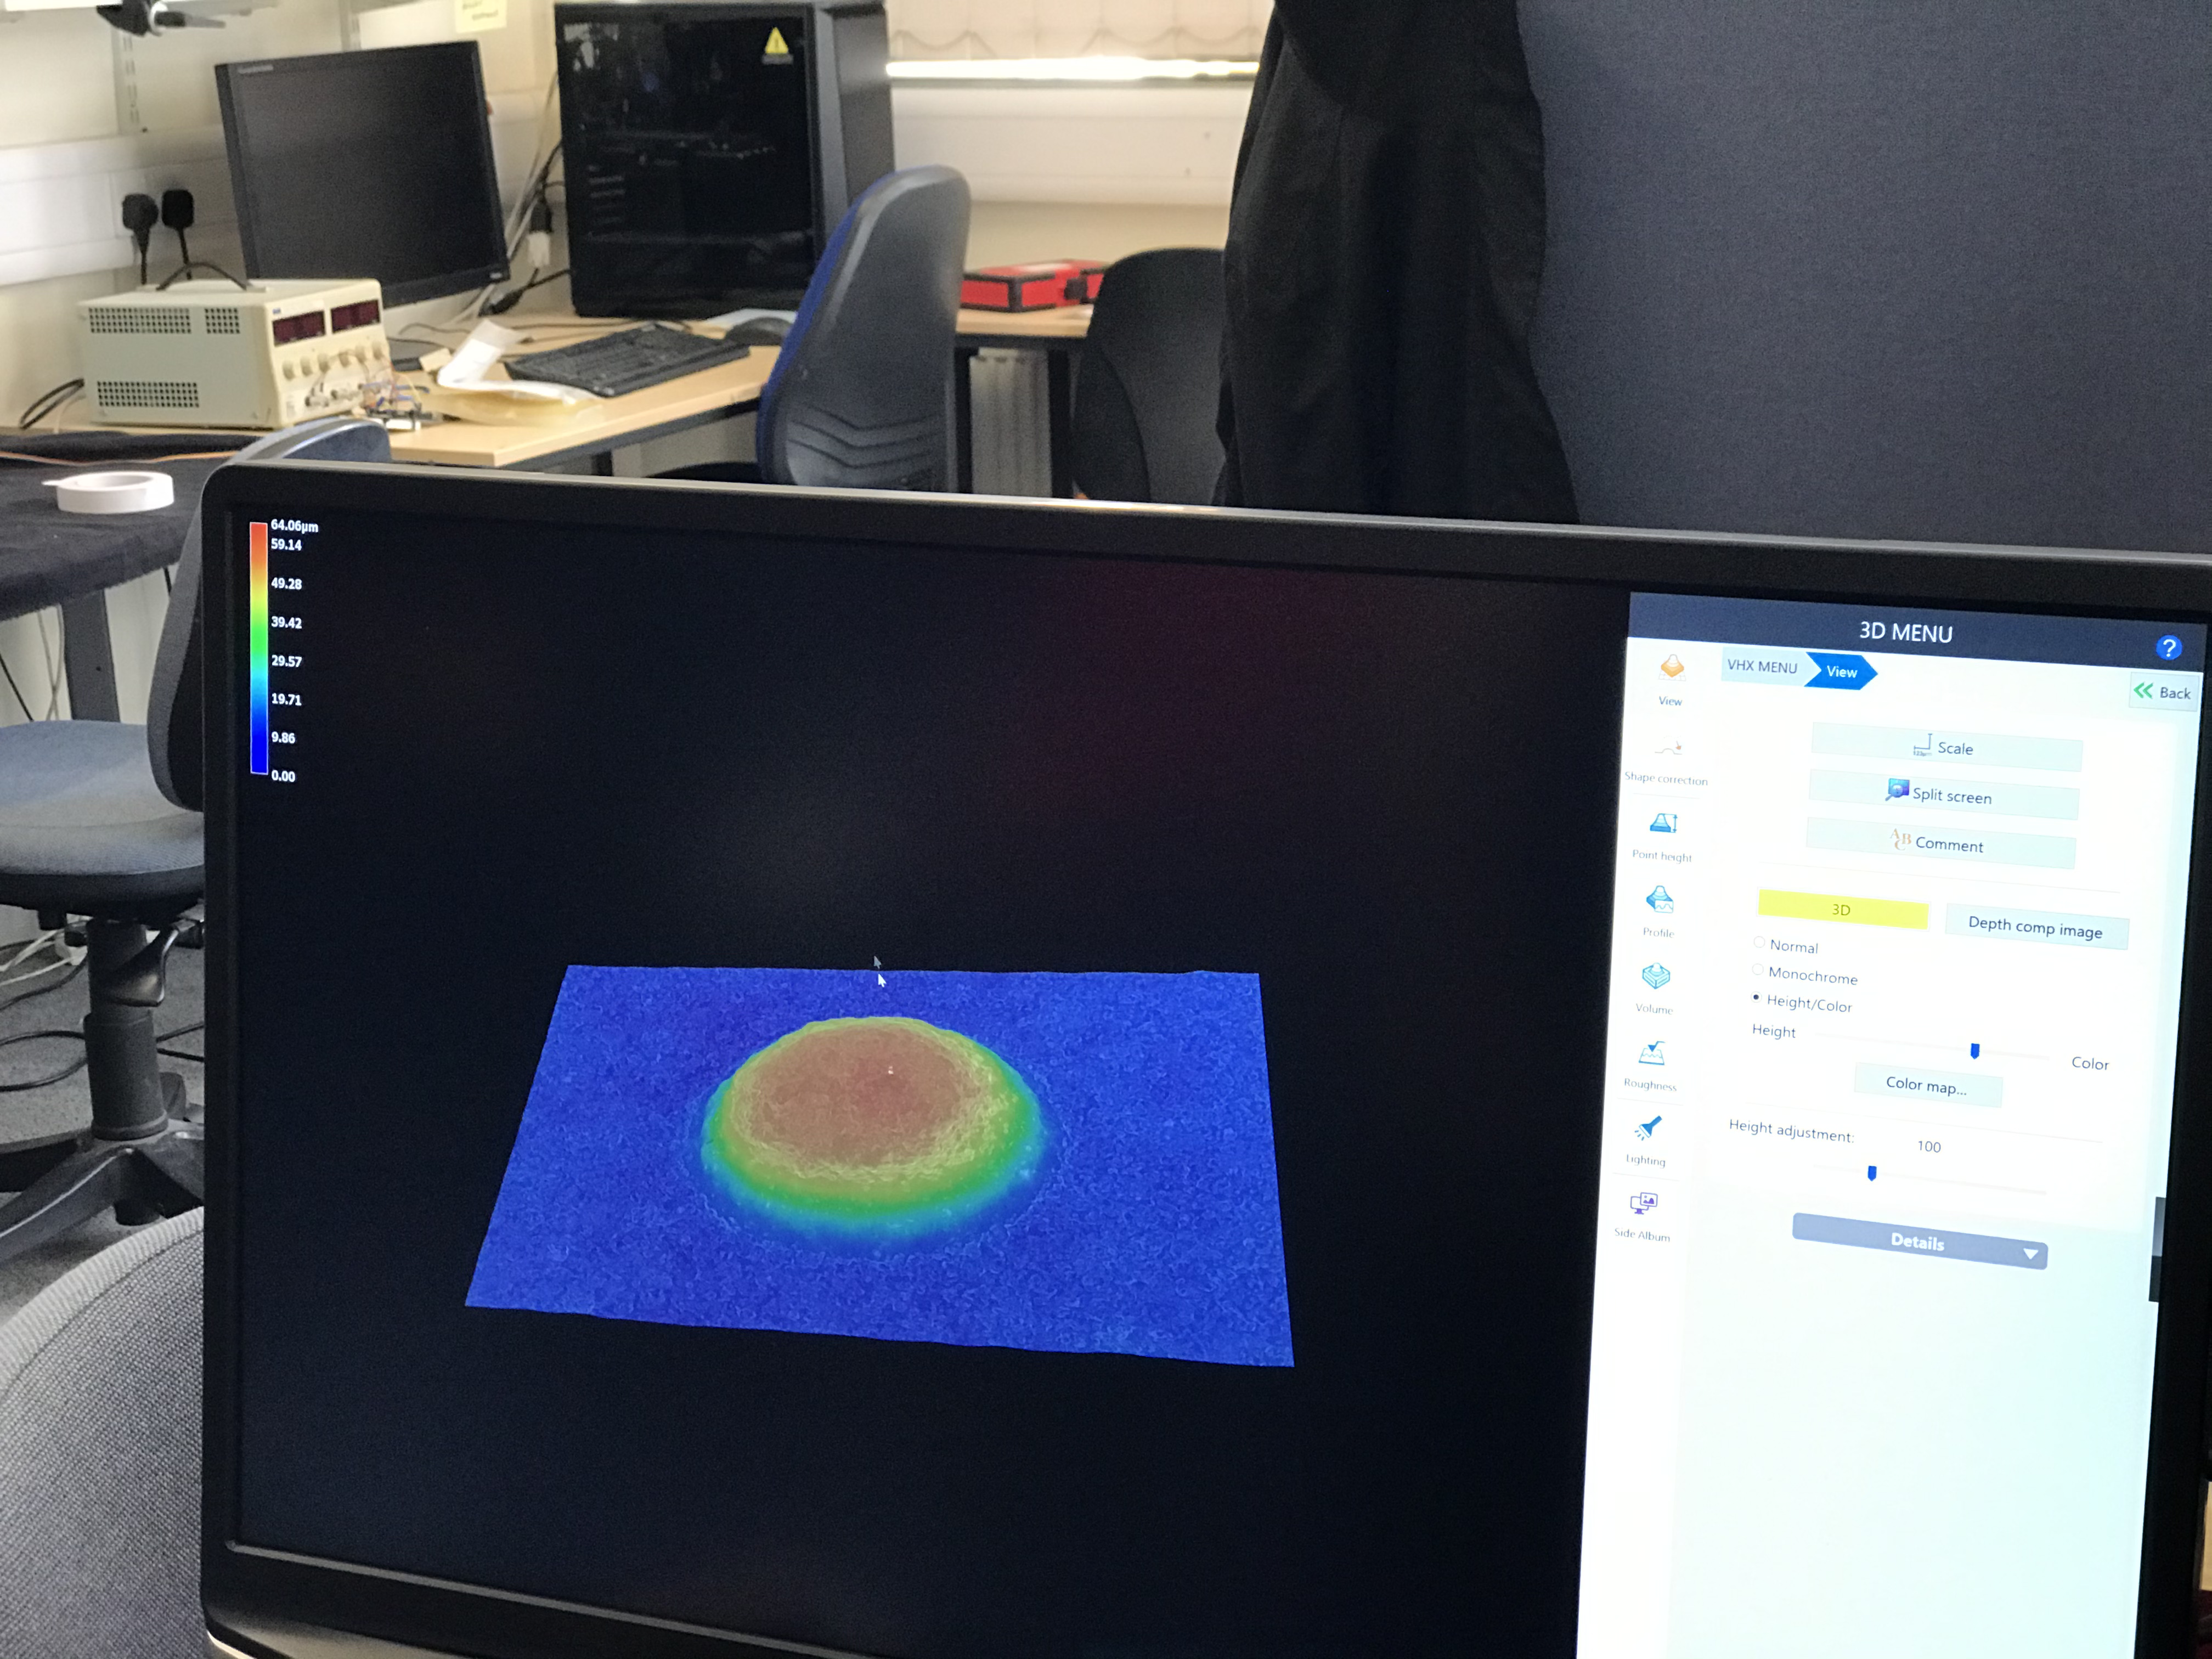 64.06µm
59.14
49.28
39.42
29.57
19.71
9.86
0.00
3D MENU
?
VHX MENU
View
Back
View
Scale
Shape correction
Split screen
Point height
Comment
Profile
3D
Depth comp image
Normal
Monochrome
Volume
Height/Color
Height
Color
Roughness
Color map...
Height adjustment:
100
Lighting
Side Album
Details